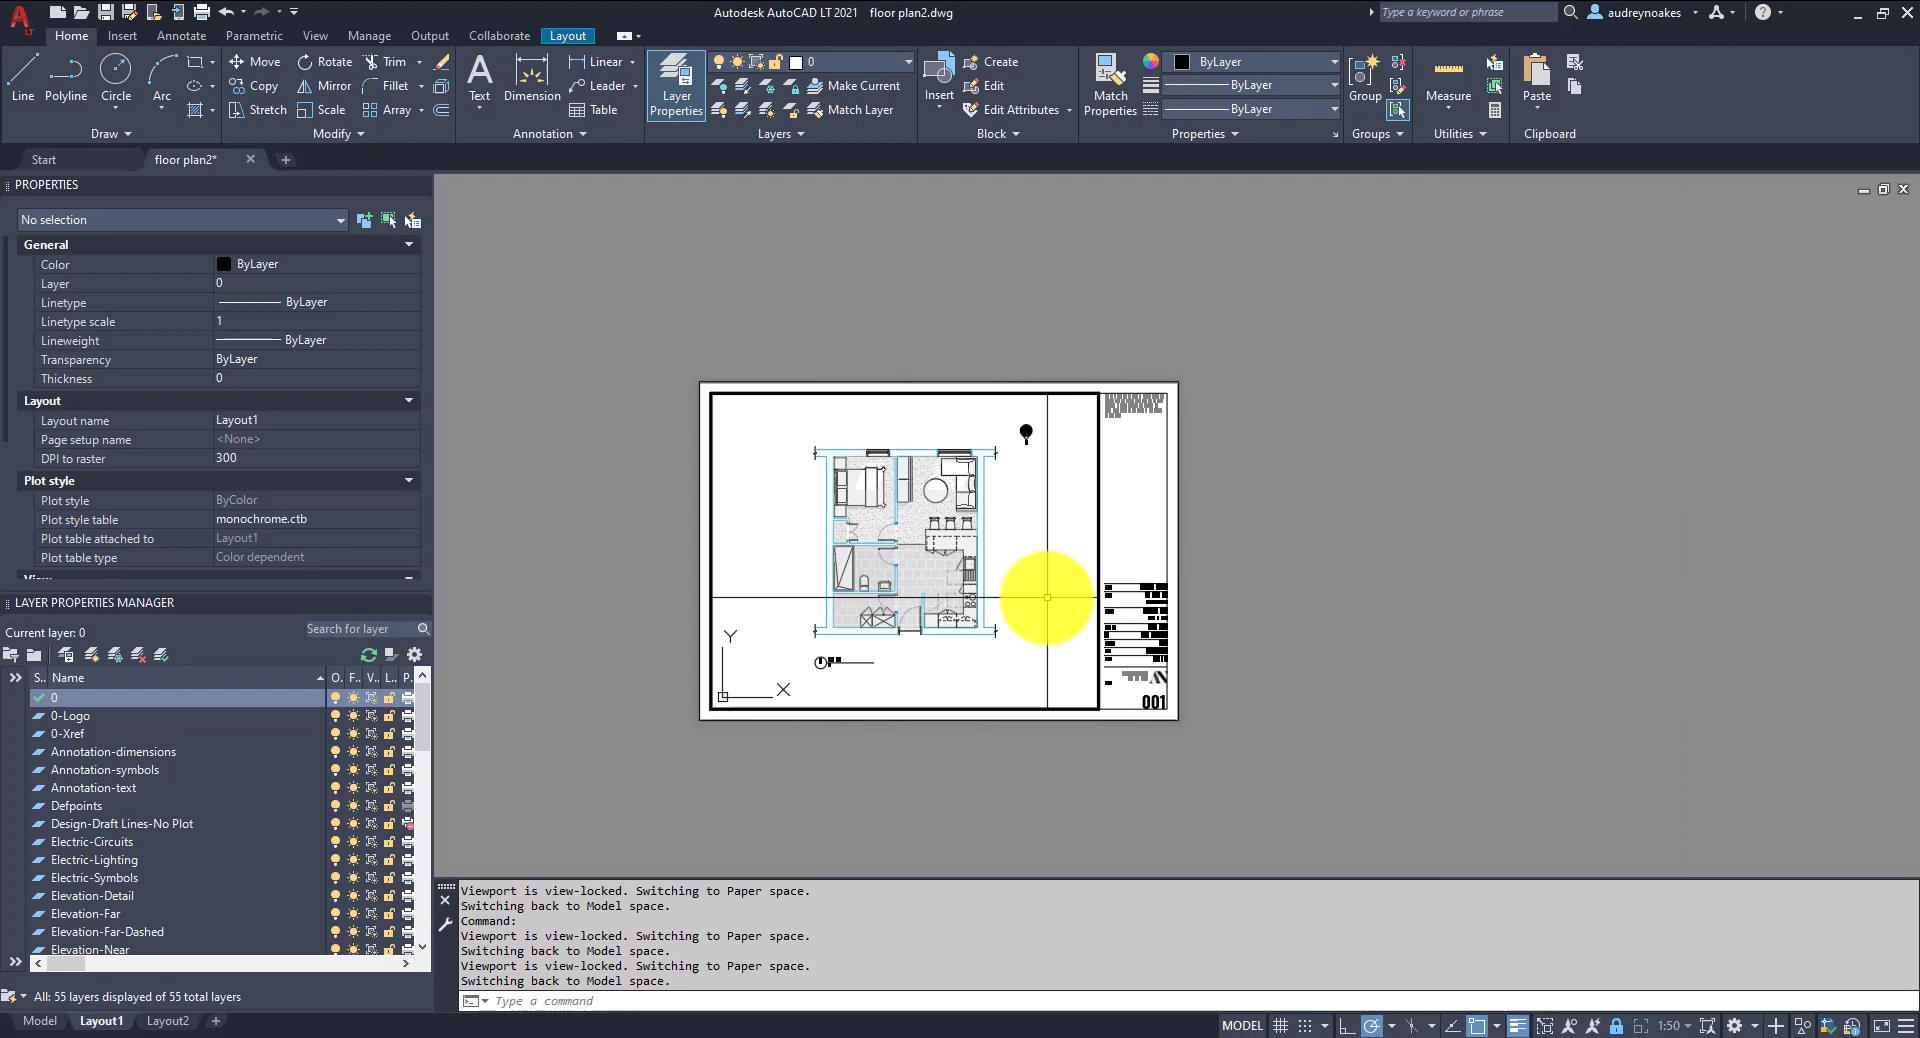 LT
Autodesk AutoCAD LT 2021 floor plan2.dwg
Type a keyword or phrase
audreynoakes
Home Insert Annotate Parametric View Manage Output Collaborate Layout
Line
Polyline
Circle
Arc
Move Rotate Trim
Copy Mirror Fillet
Stretch Scale Array
Text
Dimension
Linear
Leader
Table
Layer
Properties
0
Make Current
Match Layer
Insert
Create
Edit
Edit Attributes
Match
Properties
ByLayer
ByLayer
ByLayer
Group
Measure
Paste
Draw Modify Annotation Layers Block Properties Groups Utilities Clipboard
Start floor plan2*
PROPERTIES
No selection
General
Color ByLayer
Layer 0
Linetype ByLayer
Linetype scale 1
Lineweight ByLayer
Transparency ByLayer
Thickness 0
Layout
Layout name Layout1
Page setup name <None>
DPI to raster 300
Plot style
Plot style ByColor
Plot style table monochrome.ctb
Plot table attached to Layout1
Plot table type Color dependent
View
LAYER PROPERTIES MANAGER
Current layer: 0
Search for layer
S.. Name O. F.. V.. L.. P.
0
0-Logo
0-Xref
Annotation-dimensions
Annotation-symbols
Annotation-text
Defpoints
Design-Draft Lines-No Plot
Electric-Circuits
Electric-Lighting
Electric-Symbols
Elevation-Detail
Elevation-Far
Elevation-Far-Dashed
Elevation-Near
All: 55 layers displayed of 55 total layers
Y
X
001
Viewport is view-locked. Switching to Paper space.
Switching back to Model space.
Command:
Viewport is view-locked. Switching to Paper space.
Switching back to Model space.
Viewport is view-locked. Switching to Paper space.
Switching back to Model space.
Type a command
Model Layout1 Layout2
MODEL
1:50